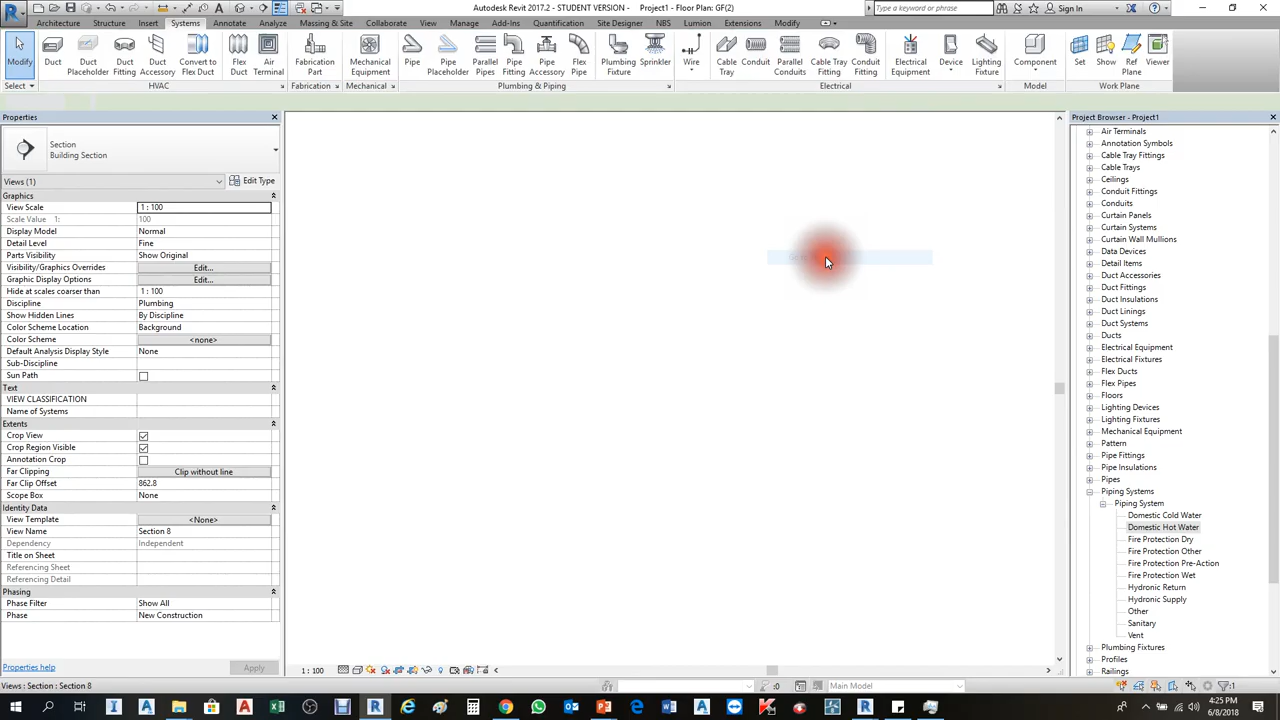 Autodesk Revit 2017.2 - STUDENT VERSION - Project1 - Floor Plan: GF(2)
Type a keyword or phrase
Sign In
Architecture Structure Insert Systems Annotate Analyze Massing & Site Collaborate View Manage Add-Ins Quantification Site Designer NBS Lumion Extensions Modify
Modify
Duct
Duct Placeholder
Duct Fitting
Duct Accessory
Convert to Flex Duct
Flex Duct
Air Terminal
Fabrication Part
Mechanical Equipment
Pipe
Pipe Placeholder
Parallel Pipes
Pipe Fitting
Pipe Accessory
Flex Pipe
Plumbing Fixture
Sprinkler
Wire
Cable Tray
Conduit
Parallel Conduits
Cable Tray Fitting
Conduit Fitting
Electrical Equipment
Device
Lighting Fixture
Component
Set
Show
Ref Plane
Viewer
Select HVAC Fabrication Mechanical Plumbing & Piping Electrical Model Work Plane
Properties
Section
Building Section
Views (1)
Edit Type
Graphics
View Scale 1 : 100
Scale Value 1: 100
Display Model Normal
Detail Level Fine
Parts Visibility Show Original
Visibility/Graphics Overrides Edit...
Graphic Display Options Edit...
Hide at scales coarser than 1 : 100
Discipline Plumbing
Show Hidden Lines By Discipline
Color Scheme Location Background
Color Scheme <none>
Default Analysis Display Style None
Sub-Discipline
Sun Path
Text
VIEW CLASSIFICATION
Name of Systems
Extents
Crop View
Crop Region Visible
Annotation Crop
Far Clipping Clip without line
Far Clip Offset 862.8
Scope Box None
Identity Data
View Template <None>
View Name Section 8
Dependency Independent
Title on Sheet
Referencing Sheet
Referencing Detail
Phasing
Phase Filter Show All
Phase New Construction
Properties help
Apply
1 : 100
Project Browser - Project1
Air Terminals
Annotation Symbols
Cable Tray Fittings
Cable Trays
Ceilings
Conduit Fittings
Conduits
Curtain Panels
Curtain Systems
Curtain Wall Mullions
Data Devices
Detail Items
Duct Accessories
Duct Fittings
Duct Insulations
Duct Linings
Duct Systems
Ducts
Electrical Equipment
Electrical Fixtures
Flex Ducts
Flex Pipes
Floors
Lighting Devices
Lighting Fixtures
Mechanical Equipment
Pattern
Pipe Fittings
Pipe Insulations
Pipes
Piping Systems
Piping System
Domestic Cold Water
Domestic Hot Water
Fire Protection Dry
Fire Protection Other
Fire Protection Pre-Action
Fire Protection Wet
Hydronic Return
Hydronic Supply
Other
Sanitary
Vent
Plumbing Fixtures
Profiles
Railings
Views : Section : Section 8
:0
Main Model
:1
4:25 PM
6/8/2018